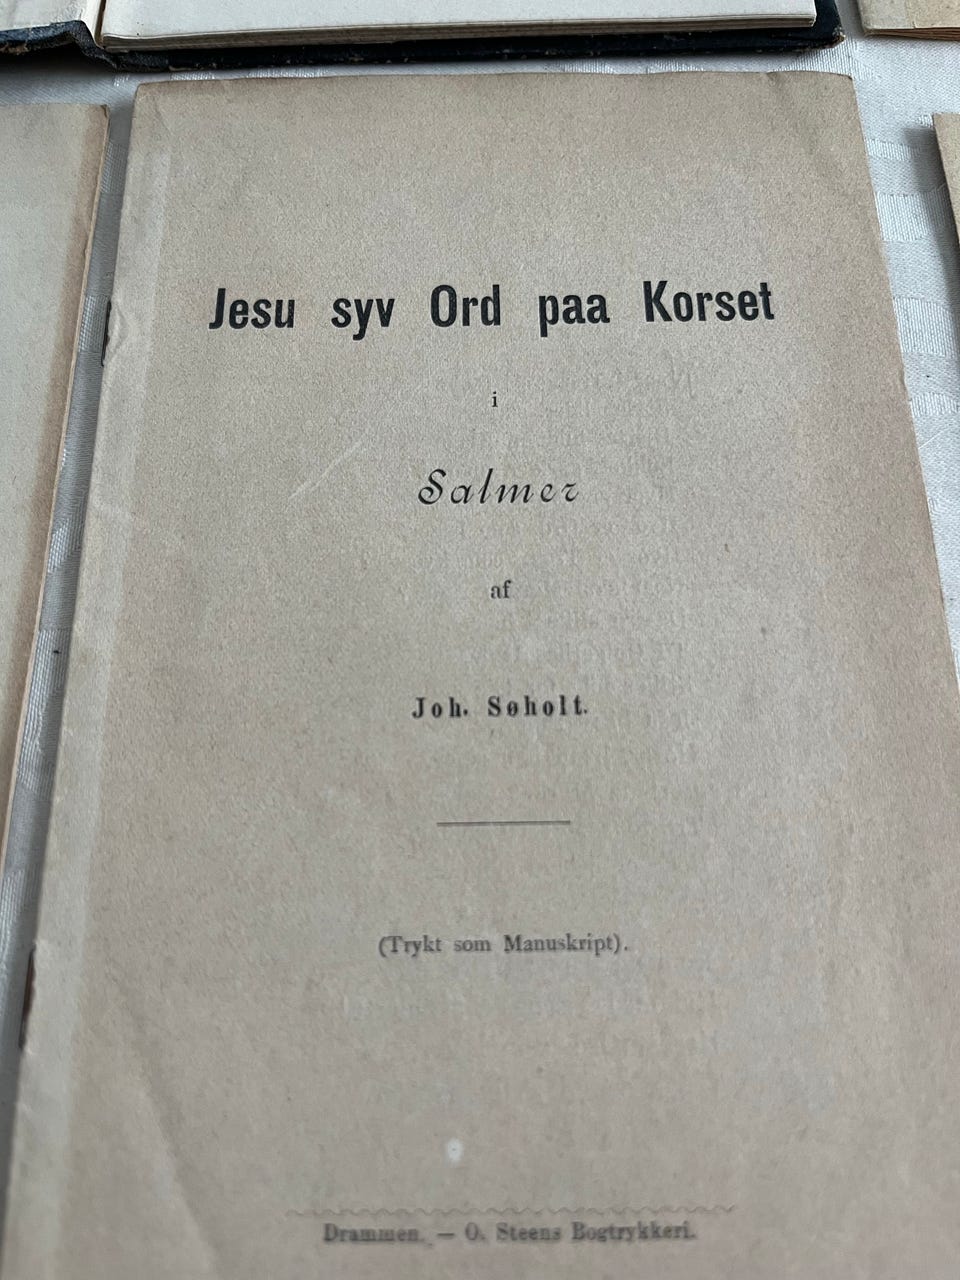 Jesu syv Ord paa Korset
i
Salmer
af
Joh. Søholt.
(Trykt som Manuskript).
Drammen. — O. Steens Bogtrykkeri.